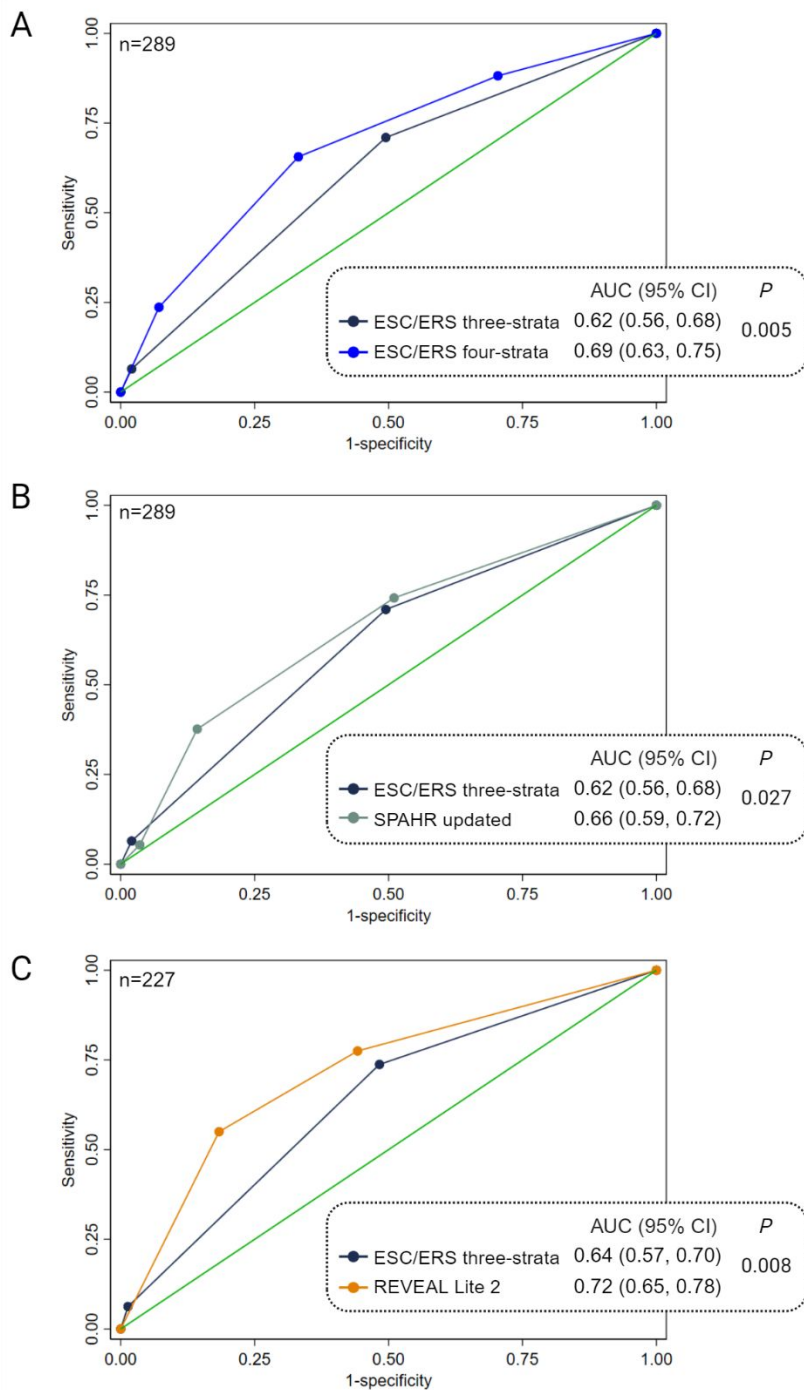 A
n=289
1.00
0.75
0.50
0.25
0.00
Sensitivity
AUC (95% CI) P
ESC/ERS three-strata 0.62 (0.56, 0.68)
0.005
ESC/ERS four-strata 0.69 (0.63, 0.75)
0.00 0.25 0.50 0.75 1.00
1-specificity
B
n=289
1.00
0.75
0.50
0.25
0.00
Sensitivity
AUC (95% CI) P
ESC/ERS three-strata 0.62 (0.56, 0.68)
0.027
SPAHR updated 0.66 (0.59, 0.72)
0.00 0.25 0.50 0.75 1.00
1-specificity
C
n=227
1.00
0.75
0.50
0.25
0.00
Sensitivity
AUC (95% CI) P
ESC/ERS three-strata 0.64 (0.57, 0.70)
0.008
REVEAL Lite 2 0.72 (0.65, 0.78)
0.00 0.25 0.50 0.75 1.00
1-specificity